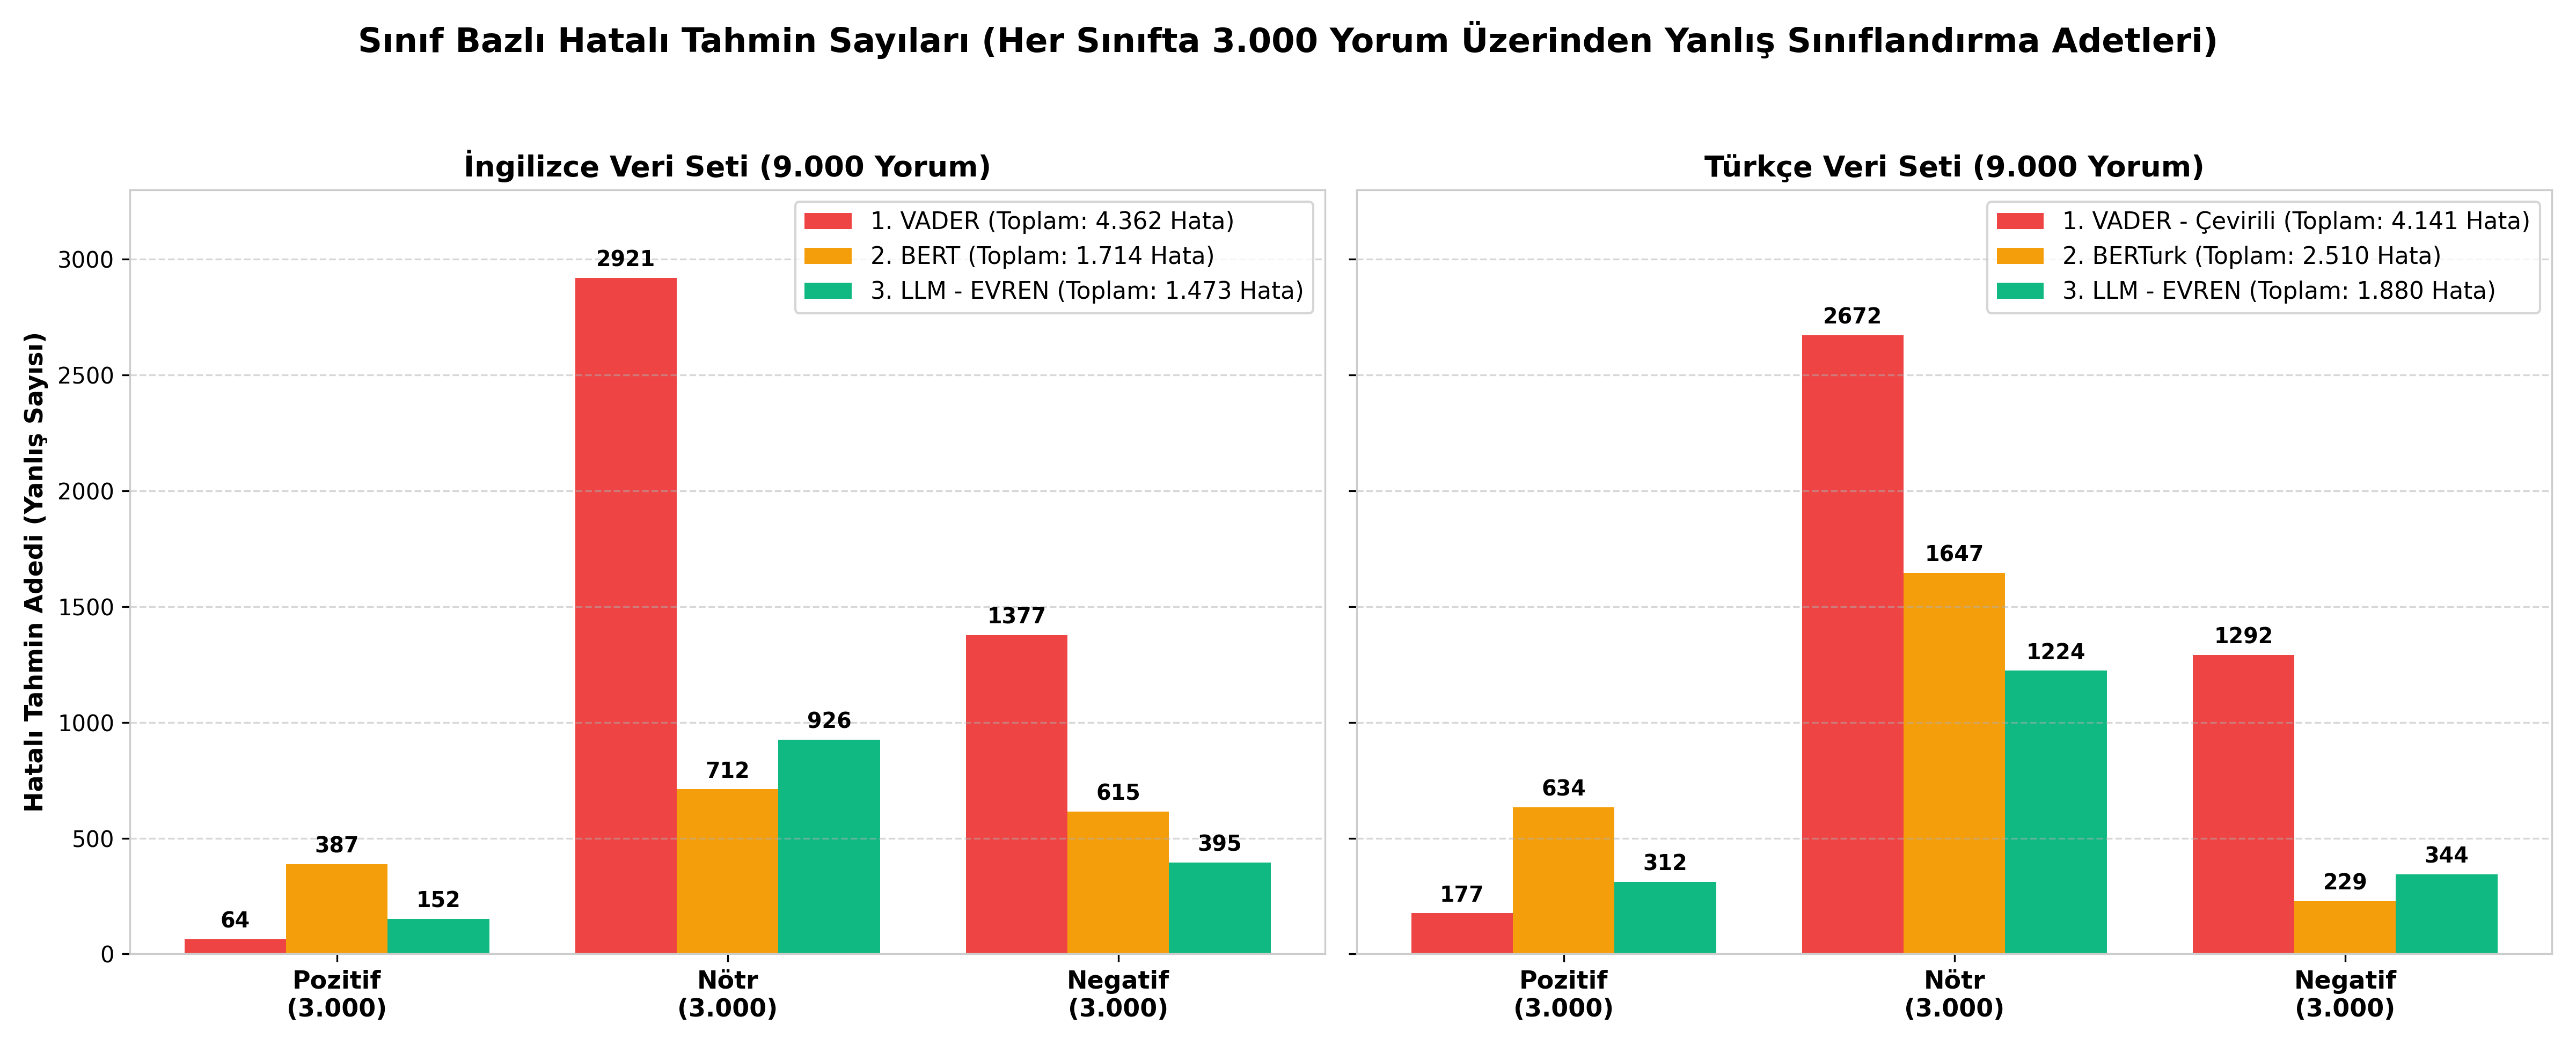 Sınıf Bazlı Hatalı Tahmin Sayıları (Her Sınıfta 3.000 Yorum Üzerinden Yanlış Sınıflandırma Adetleri)
İngilizce Veri Seti (9.000 Yorum)
1. VADER (Toplam: 4.362 Hata)
2. BERT (Toplam: 1.714 Hata)
3. LLM - EVREN (Toplam: 1.473 Hata)
Hatalı Tahmin Adedi (Yanlış Sayısı)
3000
2500
2000
1500
1000
500
0
64
387
152
2921
712
926
1377
615
395
Pozitif
(3.000)
Nötr
(3.000)
Negatif
(3.000)
Türkçe Veri Seti (9.000 Yorum)
1. VADER - Çevirili (Toplam: 4.141 Hata)
2. BERTurk (Toplam: 2.510 Hata)
3. LLM - EVREN (Toplam: 1.880 Hata)
177
634
312
2672
1647
1224
1292
229
344
Pozitif
(3.000)
Nötr
(3.000)
Negatif
(3.000)